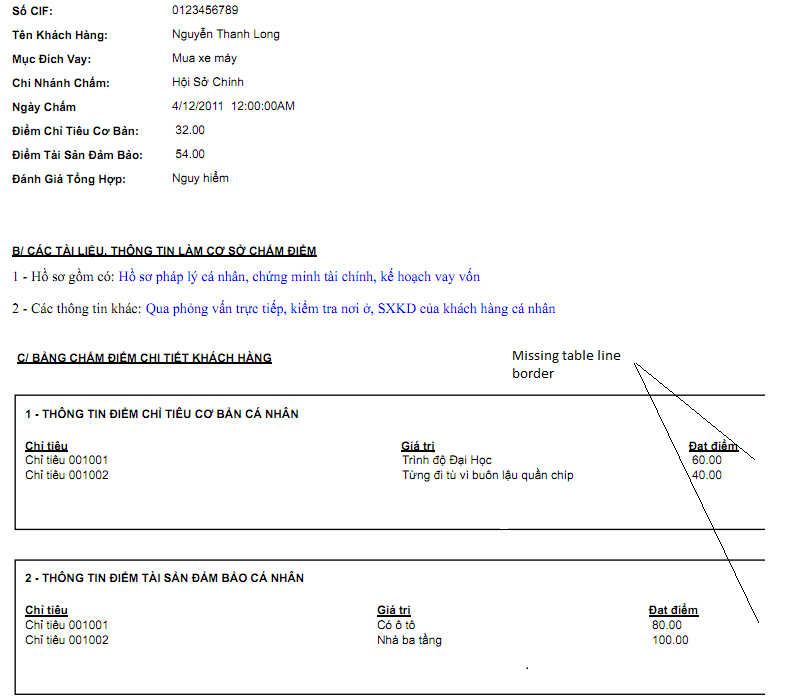 Số CIF: 0123456789
Tên Khách Hàng: Nguyễn Thanh Long
Mục Đích Vay: Mua xe máy
Chi Nhánh Chấm: Hội Sở Chính
Ngày Chấm 4/12/2011 12:00:00AM
Điểm Chỉ Tiêu Cơ Bản: 32.00
Điểm Tài Sản Đảm Bảo: 54.00
Đánh Giá Tổng Hợp: Nguy hiểm
B/ CÁC TÀI LIỆU, THÔNG TIN LÀM CƠ SỞ CHẤM ĐIỂM
1 - Hồ sơ gồm có: Hồ sơ pháp lý cá nhân, chứng minh tài chính, kế hoạch vay vốn
2 - Các thông tin khác: Qua phỏng vấn trực tiếp, kiểm tra nơi ở, SXKD của khách hàng cá nhân
C/ BẢNG CHẤM ĐIỂM CHI TIẾT KHÁCH HÀNG
Missing table line
border
1 - THÔNG TIN ĐIỂM CHỈ TIÊU CƠ BẢN CÁ NHÂN
Chỉ tiêu Giá trị Đạt điểm
Chỉ tiêu 001001 Trình độ Đại Học 60.00
Chỉ tiêu 001002 Từng đi tù vì buôn lậu quần chip 40.00
2 - THÔNG TIN ĐIỂM TÀI SẢN ĐẢM BẢO CÁ NHÂN
Chỉ tiêu Giá trị Đạt điểm
Chỉ tiêu 001001 Có ô tô 80.00
Chỉ tiêu 001002 Nhà ba tầng 100.00